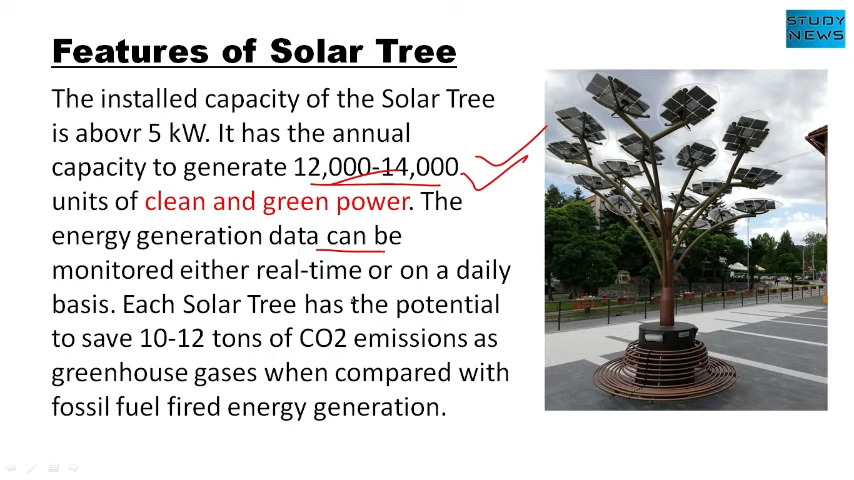 STUDY
NEWS
Features of Solar Tree
The installed capacity of the Solar Tree
is abovr 5 kW. It has the annual
capacity to generate 12,000-14,000
units of clean and green power. The
energy generation data can be
monitored either real-time or on a daily
basis. Each Solar Tree has the potential
to save 10-12 tons of CO2 emissions as
greenhouse gases when compared with
fossil fuel fired energy generation.